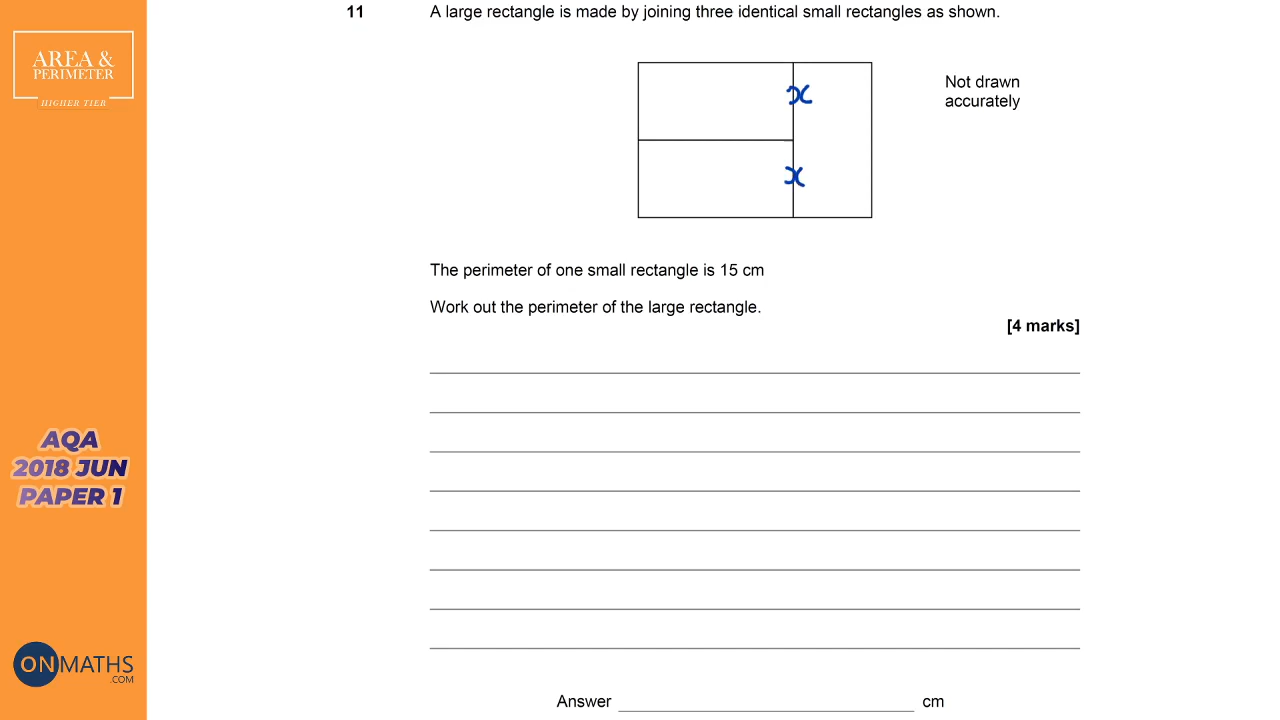 AREA &
PERIMETER
HIGHER TIER
AQA
2018 JUN
PAPER 1
ONMATHS
.COM
11 A large rectangle is made by joining three identical small rectangles as shown.
x
x
Not drawn
accurately
The perimeter of one small rectangle is 15 cm
Work out the perimeter of the large rectangle.
[4 marks]
Answer cm